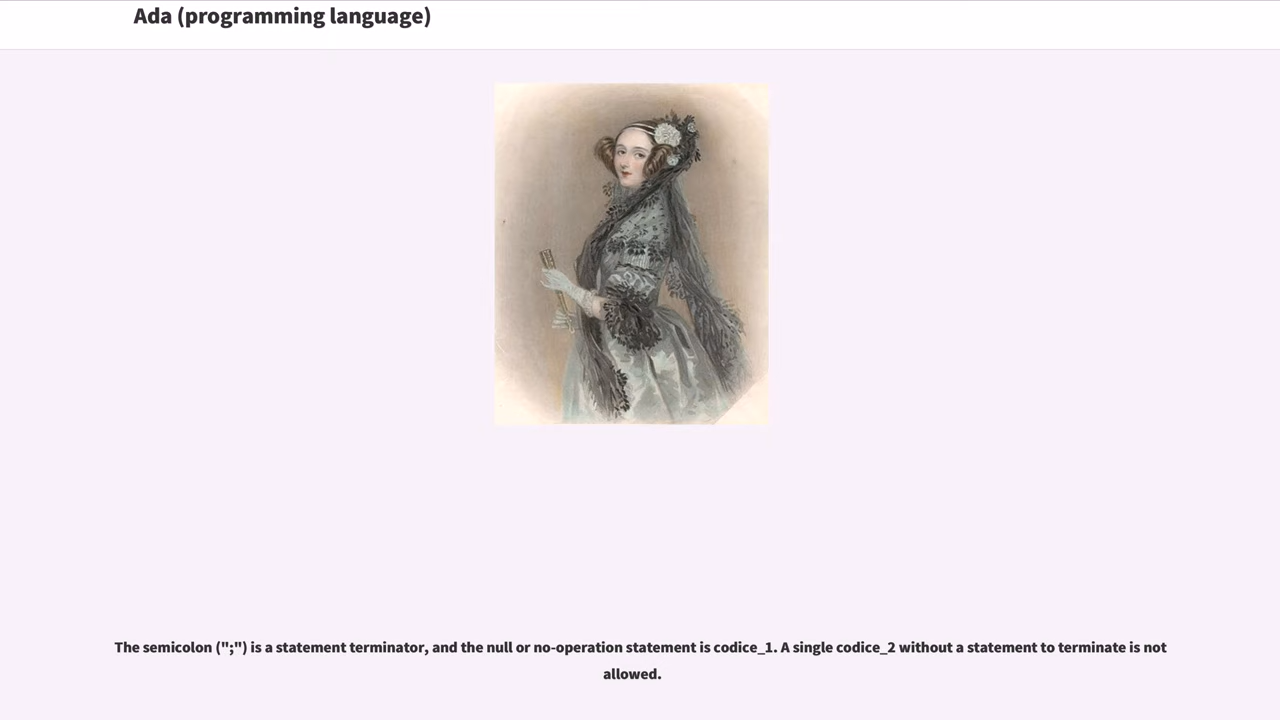 Ada (programming language)
The semicolon (";") is a statement terminator, and the null or no-operation statement is codice_1. A single codice_2 without a statement to terminate is not
allowed.